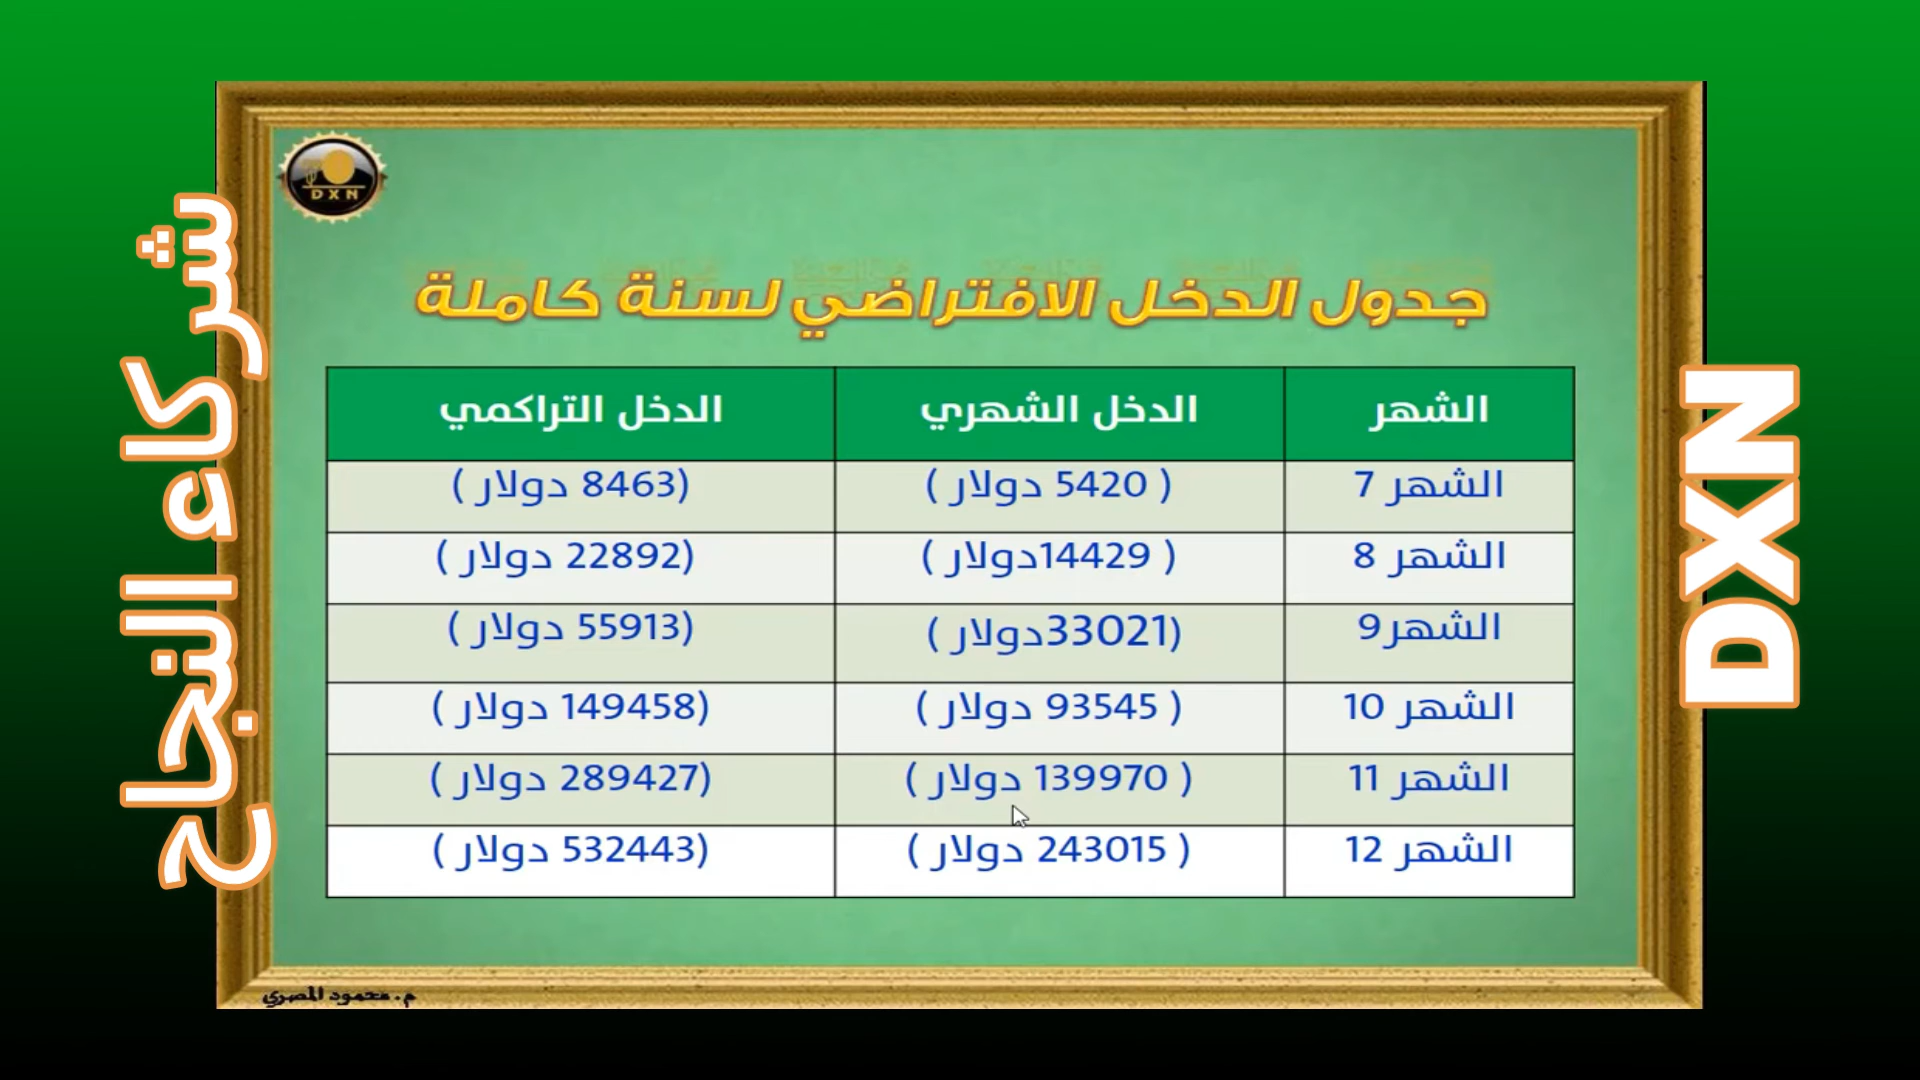 DXN
جدول الدخل الافتراضي لسنة كاملة
الشهر الدخل الشهري الدخل التراكمي
الشهر 7 ( 5420 دولار ) (8463 دولار )
الشهر 8 ( 14429دولار ) (22892 دولار )
الشهر9 (33021دولار ) (55913 دولار )
الشهر 10 ( 93545 دولار ) (149458 دولار )
الشهر 11 ( 139970 دولار ) (289427 دولار )
الشهر 12 ( 243015 دولار ) (532443 دولار )
م. محمود المصري
DXN
شركاء النجاح